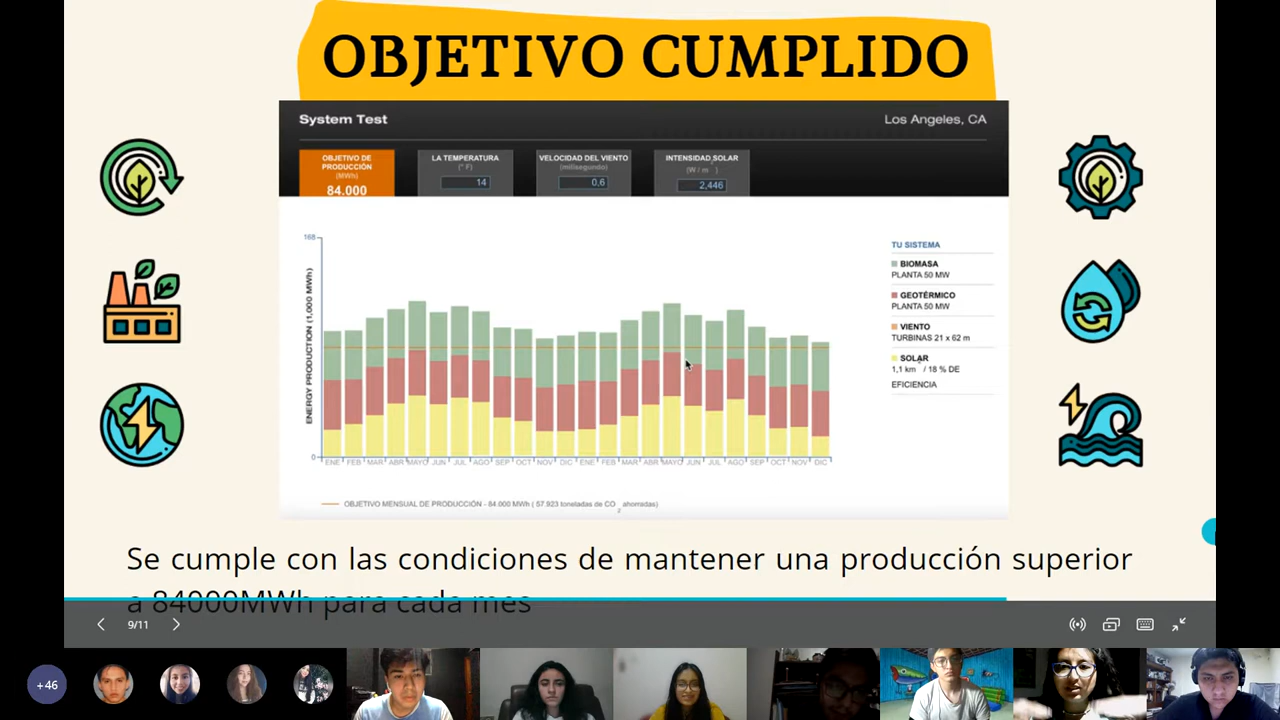 OBJETIVO CUMPLIDO
System Test
Los Angeles, CA
OBJETIVO DE
PRODUCCIÓN
(MWh)
84.000
LA TEMPERATURA
(° F)
14
VELOCIDAD DEL VIENTO
(milisegundo)
0,6
INTENSIDAD SOLAR
(W / m )
2,446
168
ENERGY PRODUCTION (1,000 MWh)
0
ENE FEB MAR ABR MAYO JUN JUL AGO SEP OCT NOV DIC ENE FEB MAR ABR MAYO JUN JUL AGO SEP OCT NOV DIC
TU SISTEMA
BIOMASA
PLANTA 50 MW
GEOTÉRMICO
PLANTA 50 MW
VIENTO
TURBINAS 21 x 62 m
SOLAR
1,1 km / 18 % DE
EFICIENCIA
OBJETIVO MENSUAL DE PRODUCCIÓN - 84.000 MWh ( 57.923 toneladas de CO 2 ahorradas)
Se cumple con las condiciones de mantener una producción superior
a 84000MWh para cada mes
9/11
+46